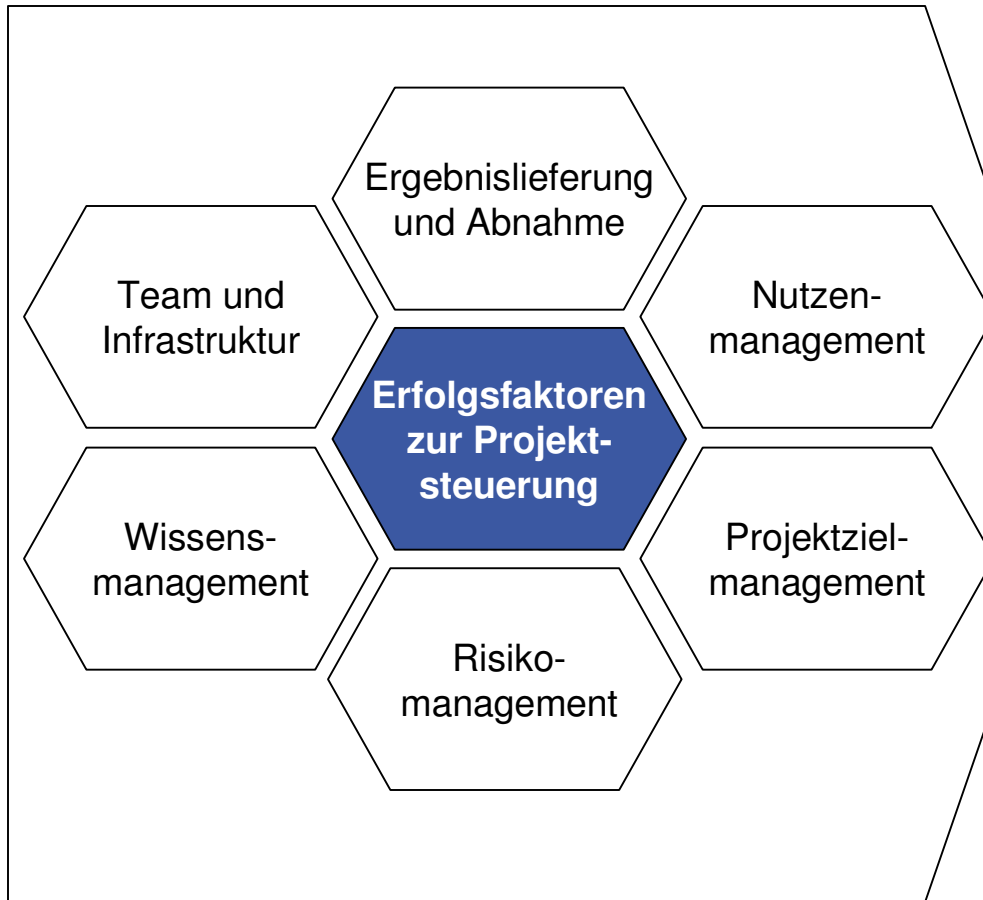 Ergebnislieferung
und Abnahme
Team und
Infrastruktur
Nutzen-
management
Erfolgsfaktoren
zur Projekt-
steuerung
Wissens-
management
Projektziel-
management
Risiko-
management